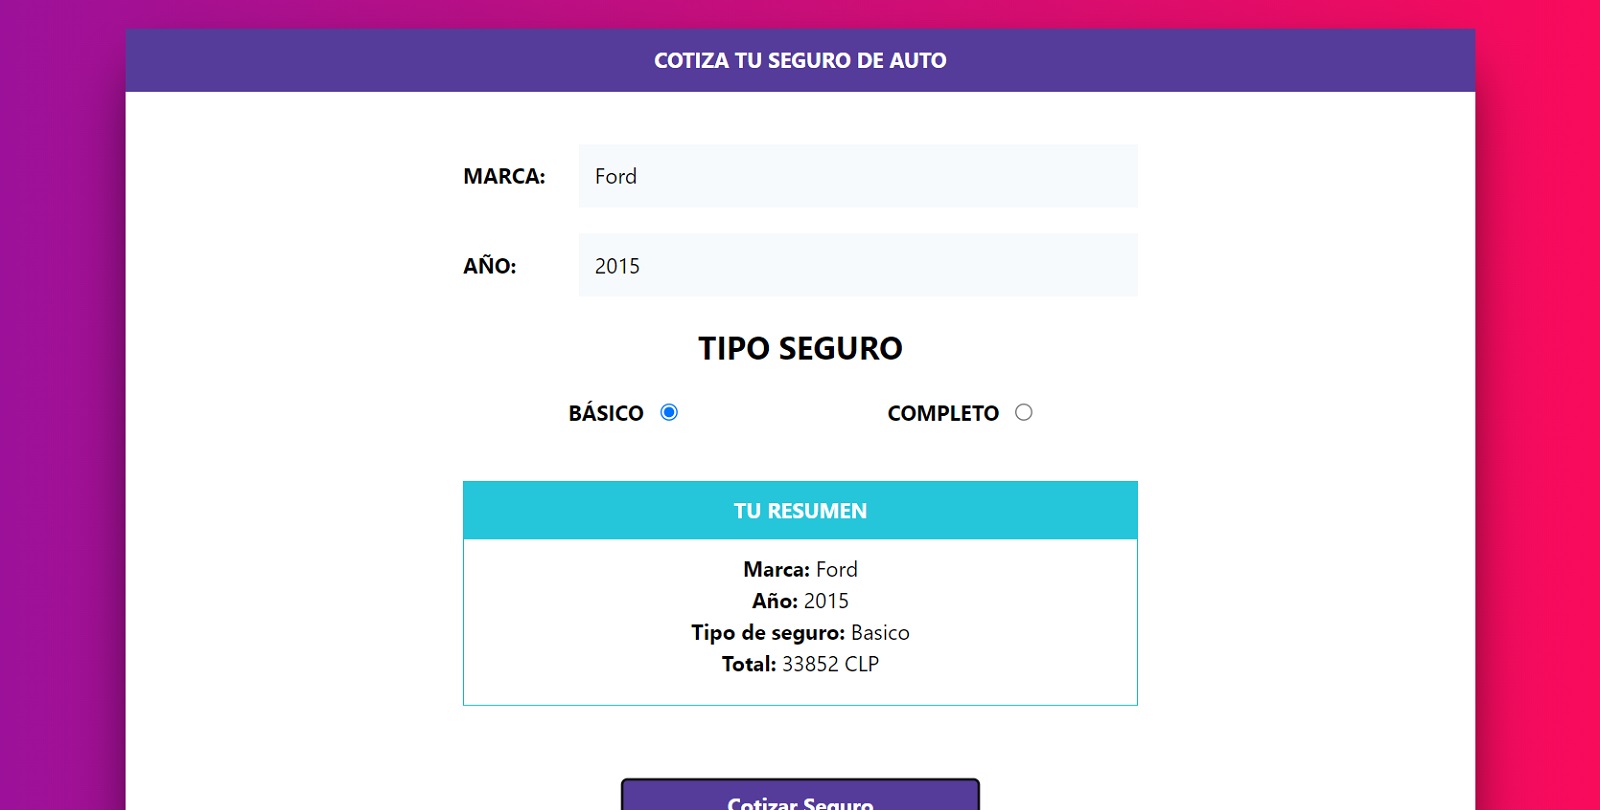 COTIZA TU SEGURO DE AUTO
MARCA: Ford
AÑO: 2015
TIPO SEGURO
BÁSICO COMPLETO
TU RESUMEN
Marca: Ford
Año: 2015
Tipo de seguro: Basico
Total: 33852 CLP
Cotizar Seguro